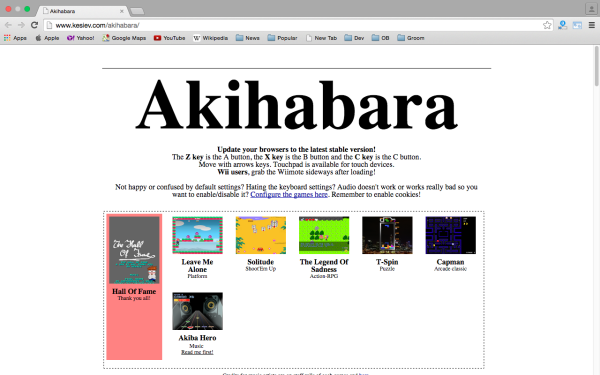 Akihabara
www.kesiev.com/akihabara/
Apps Apple Yahoo! Google Maps YouTube Wikipedia News Popular New Tab Dev OB Groom
Akihabara
Update your browsers to the latest stable version!
The Z key is the A button, the X key is the B button and the C key is the C button.
Move with arrows keys. Touchpad is available for touch devices.
Wii users, grab the Wiimote sideways after loading!
Not happy or confused by default settings? Hating the keyboard settings? Audio doesn't work or works really bad so you
want to enable/disable it? Configure the games here. Remember to enable cookies!
The Hall
Of Fame
Hall Of Fame
Thank you all!
Leave Me
Alone
Platform
Solitude
Shoot'Em Up
The Legend Of
Sadness
Action-RPG
T-Spin
Puzzle
Capman
Arcade classic
Akiba Hero
Music
Read me first!